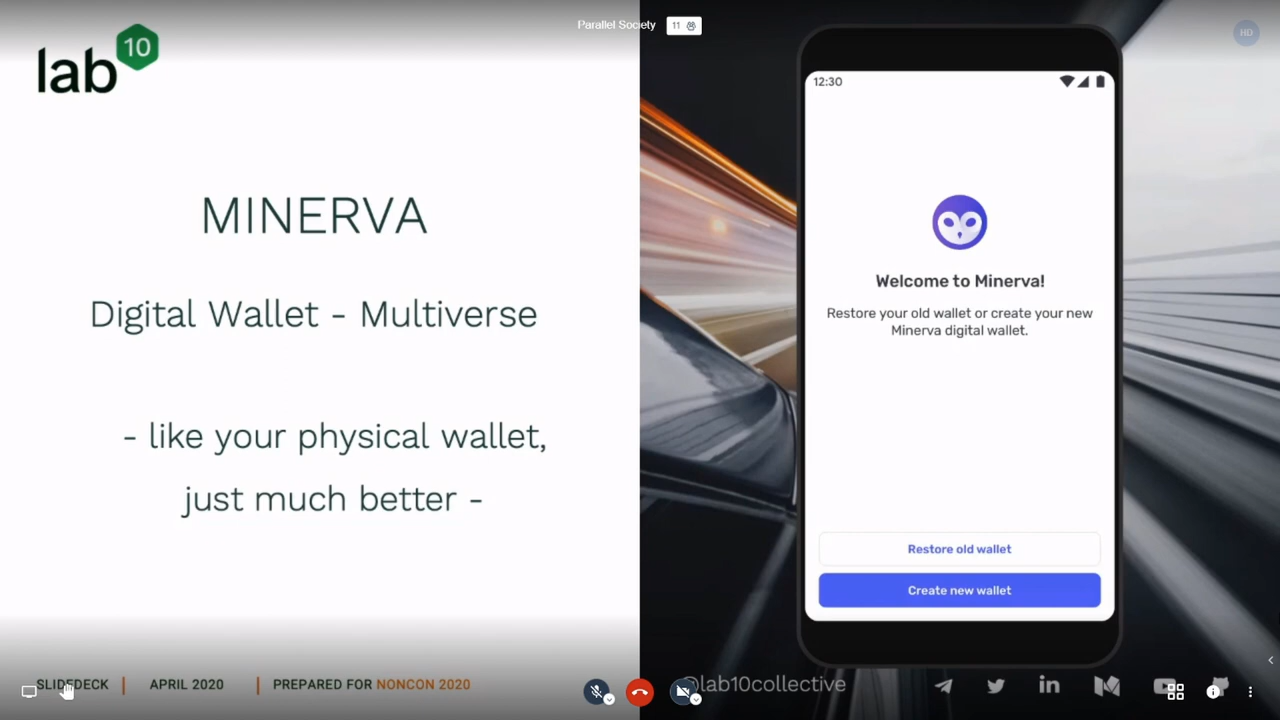 Parallel Society 11
HD
lab10
MINERVA
Digital Wallet - Multiverse
- like your physical wallet,
just much better -
12:30
Welcome to Minerva!
Restore your old wallet or create your new
Minerva digital wallet.
Restore old wallet
Create new wallet
SLIDEDECK | APRIL 2020 | PREPARED FOR NONCON 2020
@lab10collective